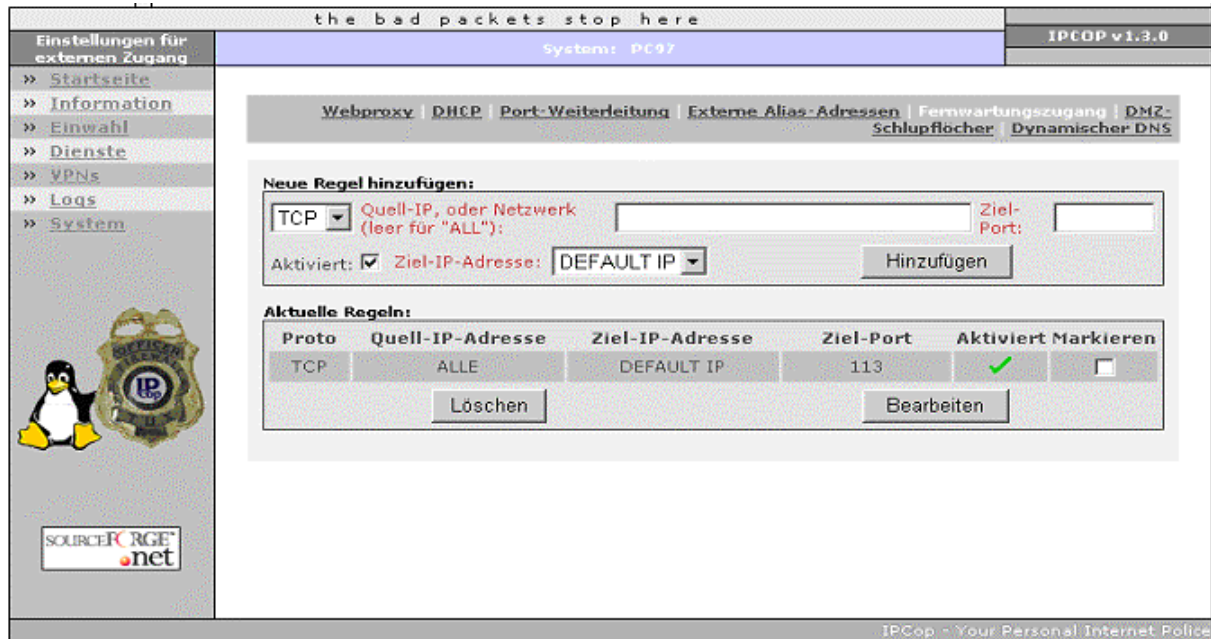 the bad packets stop here
Einstellungen für
externen Zugang
System: PC97
IPCOP v1.3.0
» Startseite
» Information
» Einwahl
» Dienste
» VPNs
» Logs
» System
Webproxy | DHCP | Port-Weiterleitung | Externe Alias-Adressen | Fernwartungszugang | DMZ-
Schlupflöcher | Dynamischer DNS
Neue Regel hinzufügen:
TCP Quell-IP, oder Netzwerk
(leer für "ALL"):
Ziel-
Port:
Aktiviert: Ziel-IP-Adresse: DEFAULT IP Hinzufügen
Aktuelle Regeln:
Proto Quell-IP-Adresse Ziel-IP-Adresse Ziel-Port Aktiviert Markieren
TCP ALLE DEFAULT IP 113
Löschen Bearbeiten
OFFICER
FIREWALL
IP
Cop
SOURCEFORGE
.net
IPCop - Your Personal Internet Police